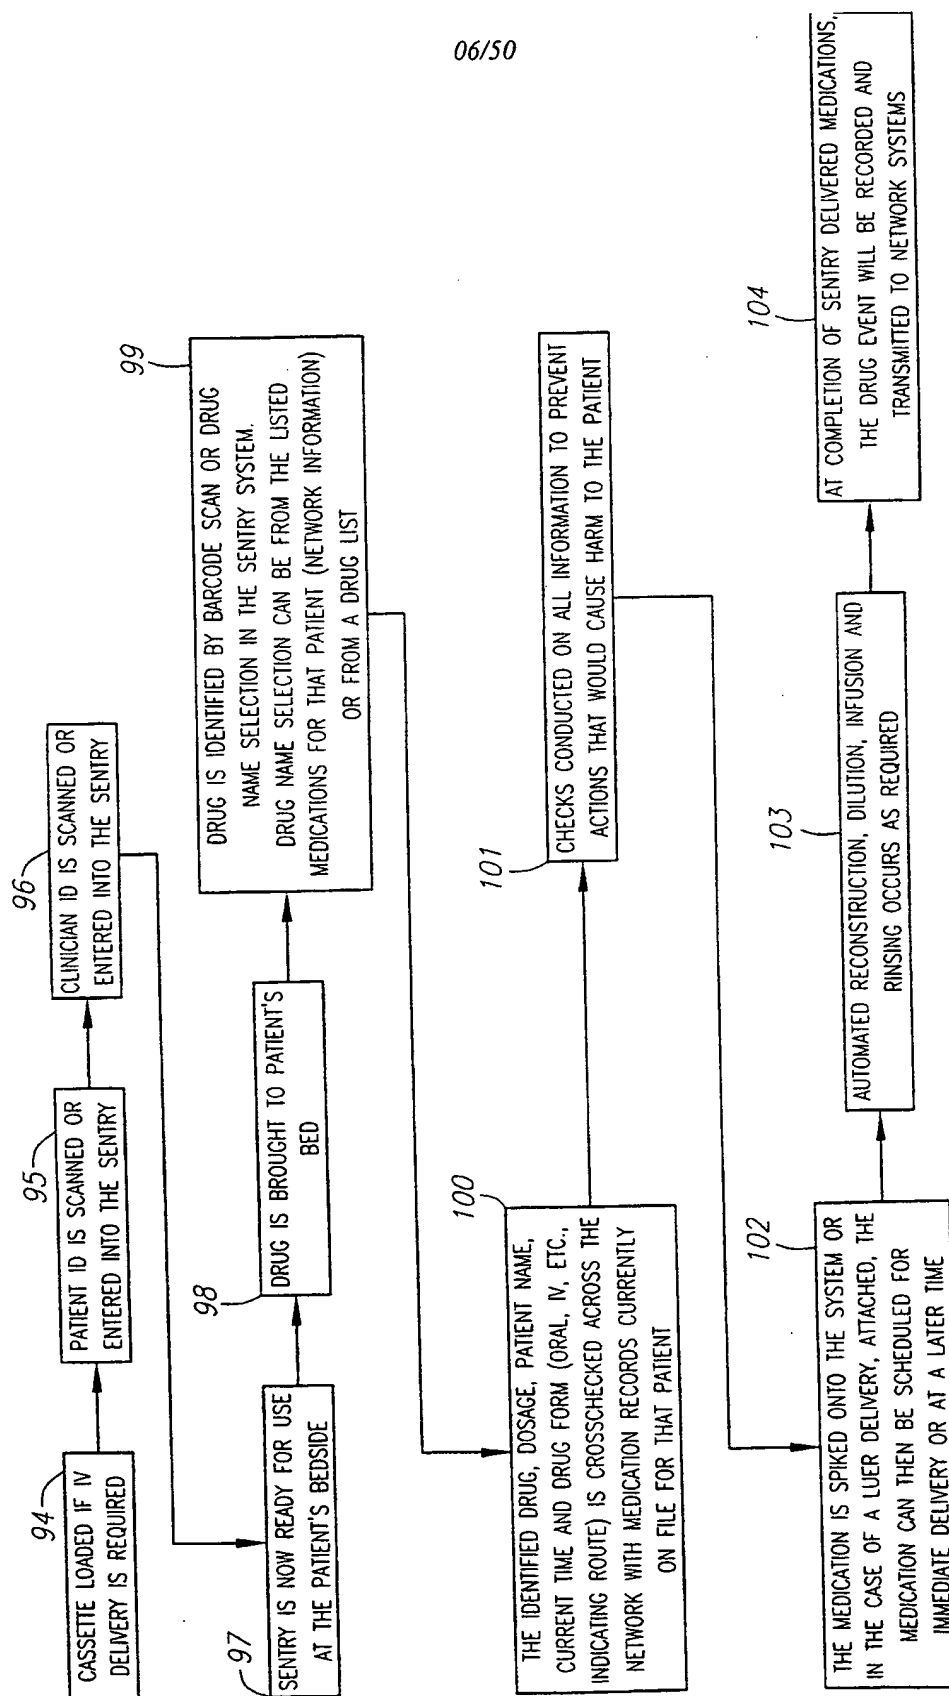 06/50
94
CASSETTE LOADED IF IV
DELIVERY IS REQUIRED
95
PATIENT ID IS SCANNED OR
ENTERED INTO THE SENTRY
96
CLINICIAN ID IS SCANNED OR
ENTERED INTO THE SENTRY
97
SENTRY IS NOW READY FOR USE
AT THE PATIENT'S BEDSIDE
98
DRUG IS BROUGHT TO PATIENT'S
BED
99
DRUG IS IDENTIFIED BY BARCODE SCAN OR DRUG
NAME SELECTION IN THE SENTRY SYSTEM.
DRUG NAME SELECTION CAN BE FROM THE LISTED
MEDICATIONS FOR THAT PATIENT (NETWORK INFORMATION)
OR FROM A DRUG LIST
100
THE IDENTIFIED DRUG, DOSAGE, PATIENT NAME,
CURRENT TIME AND DRUG FORM (ORAL, IV, ETC.,
INDICATING ROUTE) IS CROSSCHECKED ACROSS THE
NETWORK WITH MEDICATION RECORDS CURRENTLY
ON FILE FOR THAT PATIENT
101
CHECKS CONDUCTED ON ALL INFORMATION TO PREVENT
ACTIONS THAT WOULD CAUSE HARM TO THE PATIENT
102
THE MEDICATION IS SPIKED ONTO THE SYSTEM OR
IN THE CASE OF A LUER DELIVERY, ATTACHED, THE
MEDICATION CAN THEN BE SCHEDULED FOR
IMMEDIATE DELIVERY OR AT A LATER TIME
103
AUTOMATED RECONSTRUCTION, DILUTION, INFUSION AND
RINSING OCCURS AS REQUIRED
104
AT COMPLETION OF SENTRY DELIVERED MEDICATIONS,
THE DRUG EVENT WILL BE RECORDED AND
TRANSMITTED TO NETWORK SYSTEMS